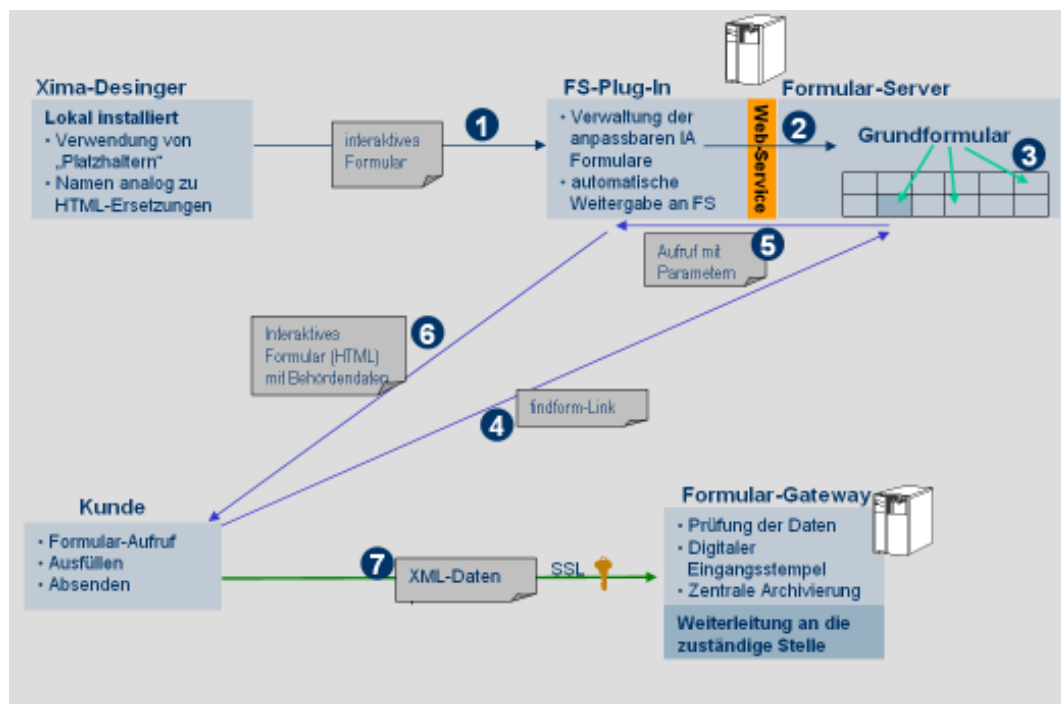 Xima-Desinger
Lokal installiert
• Verwendung von
„Platzhaltern“
• Namen analog zu
HTML-Ersetzungen
interaktives
Formular
1
FS-Plug-In
• Verwaltung der
anpassbaren IA
Formulare
• automatische
Weitergabe an FS
Web-Service
Formular-Server
2
Grundformular
3
5
Aufruf mit
Parametern
6
Interaktives
Formular (HTML)
mit Behördendaten
findform-Link
4
Kunde
• Formular-Aufruf
• Ausfüllen
• Absenden
7
XML-Daten
SSL
Formular-Gateway
• Prüfung der Daten
• Digitaler
Eingangsstempel
• Zentrale Archivierung
Weiterleitung an die
zuständige Stelle